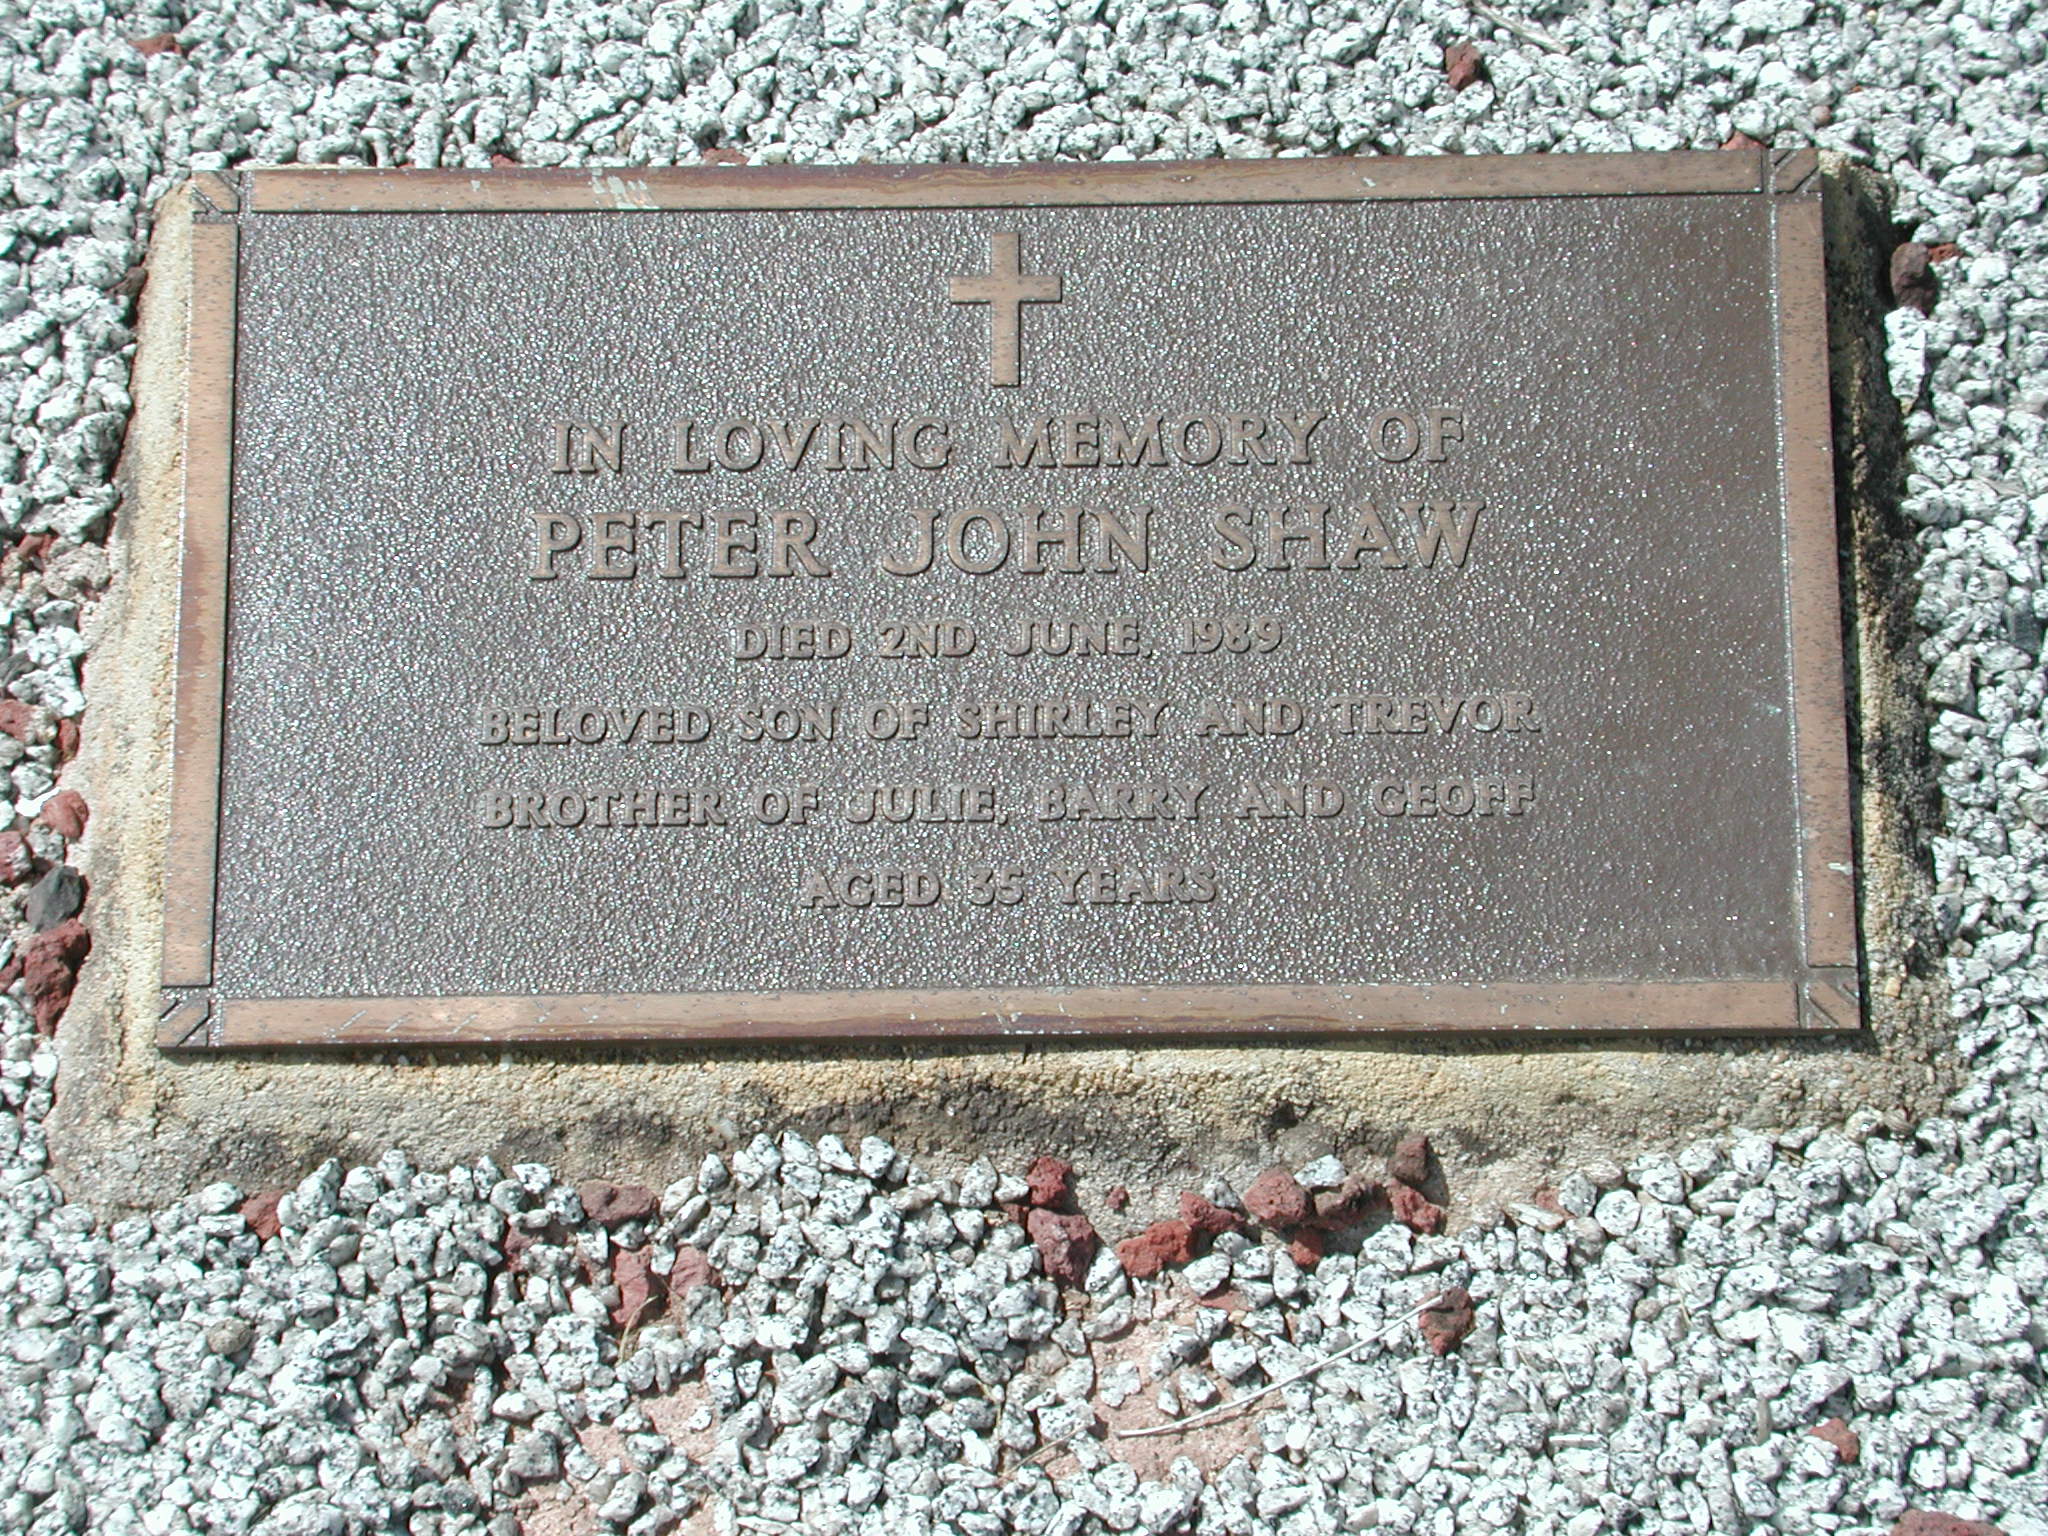 IN LOVING MEMORY OF
PETER JOHN SHAW
DIED 2ND JUNE, 1989
BELOVED SON OF SHIRLEY AND TREVOR
BROTHER OF JULIE, BARRY AND GEOFF
AGED 35 YEARS